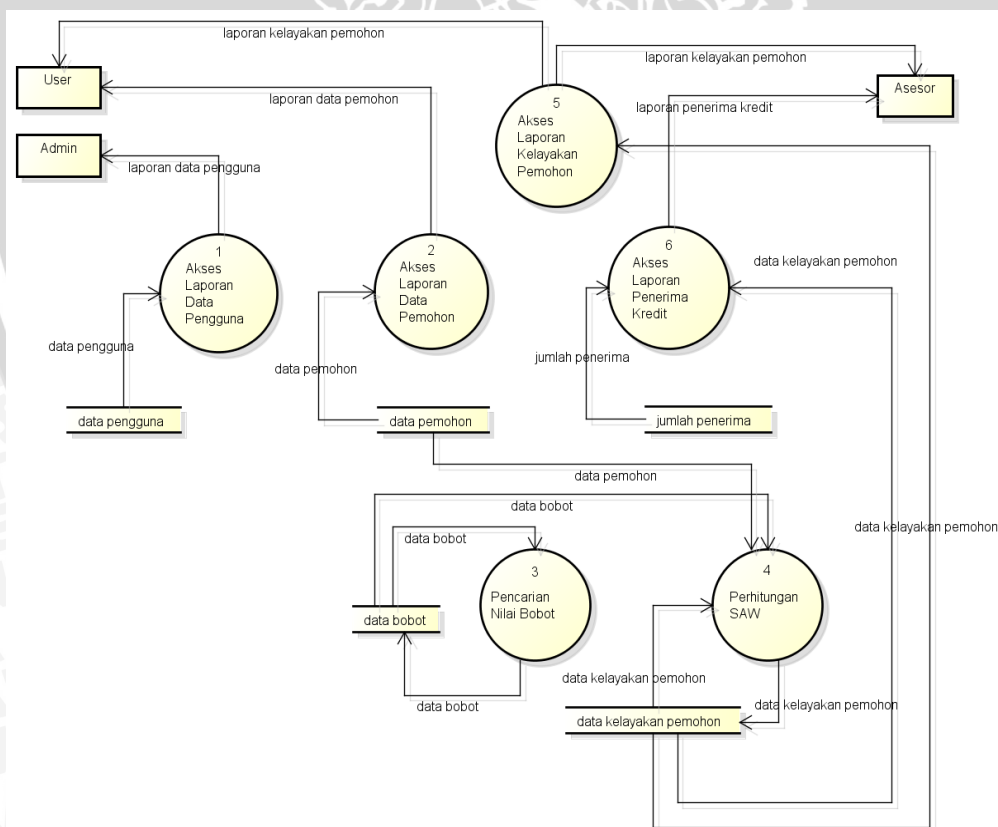 laporan kelayakan pemohon
User
laporan data pemohon
Admin
laporan data pengguna
5
Akses
Laporan
Kelayakan
Pemohon
laporan kelayakan pemohon
Asesor
laporan penerima kredit
1
Akses
Laporan
Data
Pengguna
2
Akses
Laporan
Data
Pemohon
6
Akses
Laporan
Penerima
Kredit
data kelayakan pemohon
data pengguna
data pemohon
jumlah penerima
data pengguna
data pemohon
jumlah penerima
data pemohon
data bobot
data bobot
data kelayakan pemohon
3
Pencarian
Nilai Bobot
4
Perhitungan
SAW
data bobot
data kelayakan pemohon
data bobot
data kelayakan pemohon
data kelayakan pemohon